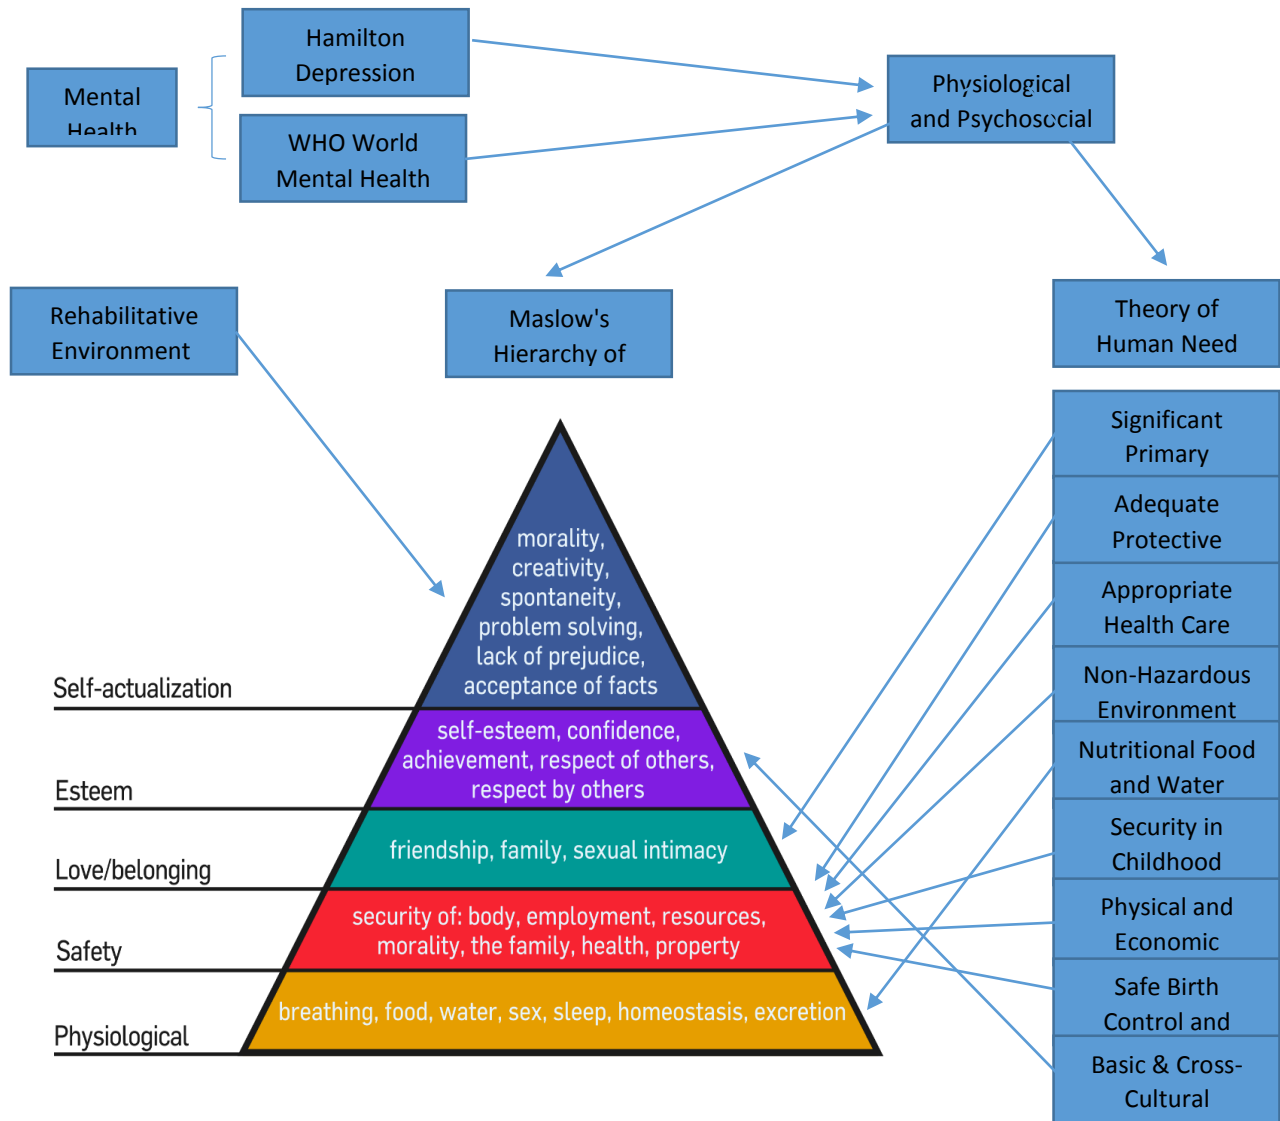 Hamilton
Depression
Mental
Health
WHO World
Mental Health
Physiological
and Psychosocial
Rehabilitative
Environment
Maslow's
Hierarchy of
Theory of
Human Need
morality,
creativity,
spontaneity,
problem solving,
lack of prejudice,
acceptance of facts
Self-actualization
self-esteem, confidence,
achievement, respect of others,
respect by others
Esteem
friendship, family, sexual intimacy
Love/belonging
security of: body, employment, resources,
morality, the family, health, property
Safety
breathing, food, water, sex, sleep, homeostasis, excretion
Physiological
Significant
Primary
Adequate
Protective
Appropriate
Health Care
Non-Hazardous
Environment
Nutritional Food
and Water
Security in
Childhood
Physical and
Economic
Safe Birth
Control and
Basic & Cross-
Cultural